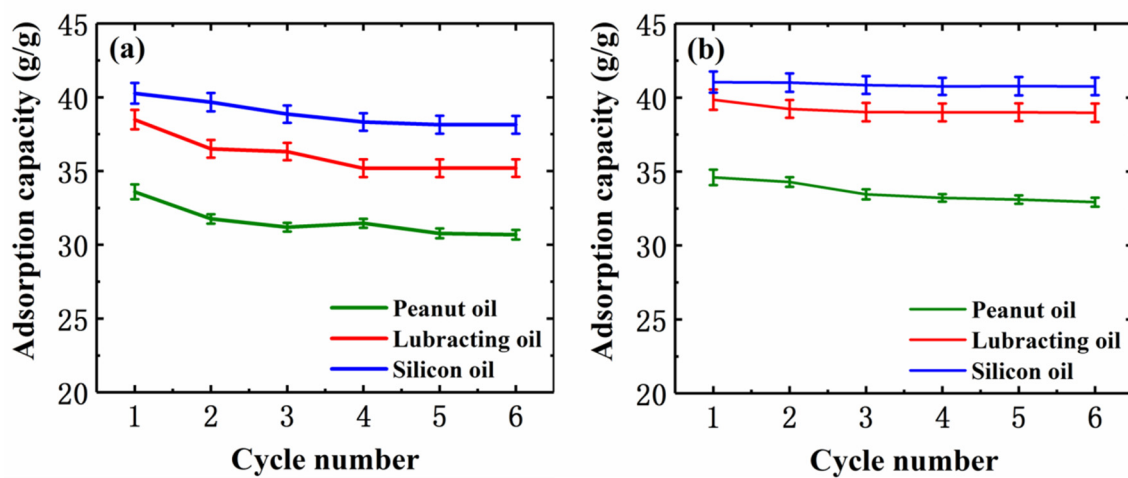 (a)
Adsorption capacity (g/g)
45
40
35
30
25
20
Peanut oil
Lubracting oil
Silicon oil
1 2 3 4 5 6
Cycle number
(b)
Adsorption capacity (g/g)
45
40
35
30
25
20
Peanut oil
Lubracting oil
Silicon oil
1 2 3 4 5 6
Cycle number